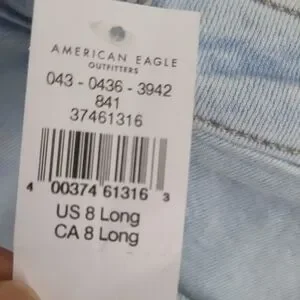 AMERICAN EAGLE
OUTFITTERS
043 - 0436 - 3942
841
37461316
4 00374 61316 3
US 8 Long
CA 8 Long